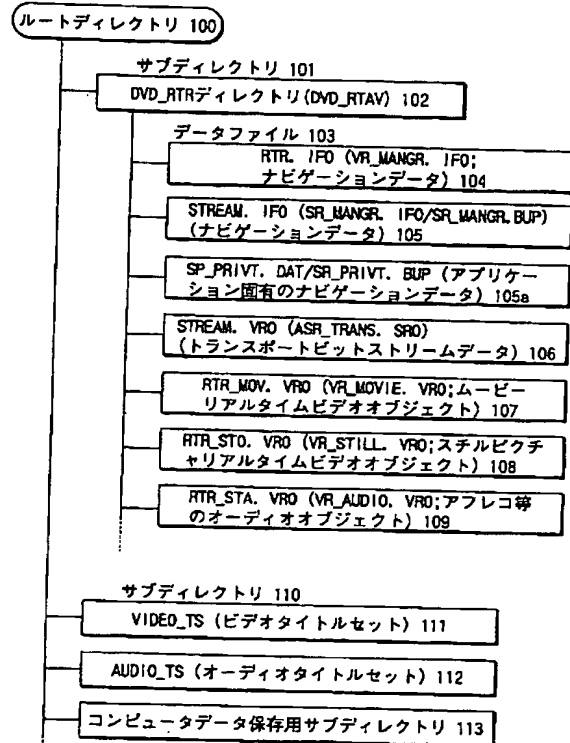 ルートディレクトリ 100
サブディレクトリ 101
DVD_RTRディレクトリ(DVD_RTAV) 102
データファイル 103
RTR. IFO (VR_MANGR. IFO;
ナビゲーションデータ) 104
STREAM. IFO (SR_MANGR. IFO/SR_MANGR.BUP)
(ナビゲーションデータ) 105
SP_PRIVT. DAT/SR_PRIVT. BUP (アプリケー
ション固有のナビゲーションデータ) 105a
STREAM. VRO (ASR_TRANS. SRO)
(トランスポートビットストリームデータ) 106
RTR_MOV. VRO (VR_MOVIE. VRO;ムービー
リアルタイムビデオオブジェクト) 107
RTR_STO. VRO (VR_STILL. VRO;スチルピクチ
ャリアルタイムビデオオブジェクト) 108
RTR_STA. VRO (VR_AUDIO. VRO;アフレコ等
のオーディオオブジェクト) 109
サブディレクトリ 110
VIDEO_TS (ビデオタイトルセット) 111
AUDIO_TS (オーディオタイトルセット) 112
コンピュータデータ保存用サブディレクトリ 113